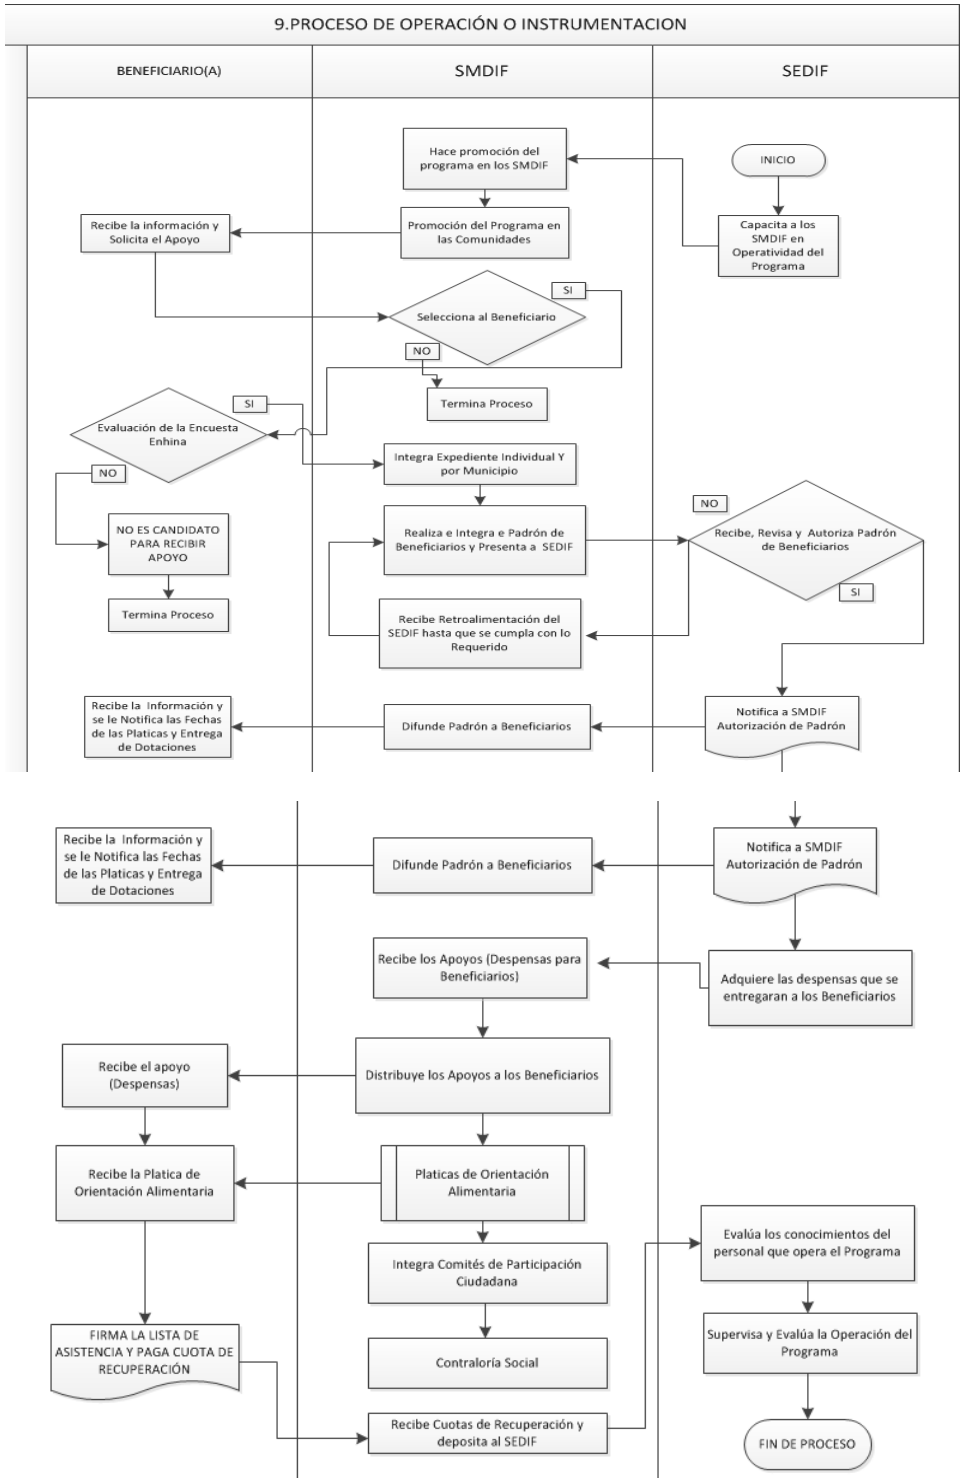 9.PROCESO DE OPERACIÓN O INSTRUMENTACION
BENEFICIARIO(A)
SMDIF
SEDIF
Hace promoción del
programa en los SMDIF
INICIO
Recibe la información y
Solicita el Apoyo
Promoción del Programa en
las Comunidades
Capacita a los
SMDIF en
Operatividad del
Programa
SI
Selecciona al Beneficiario
NO
Termina Proceso
SI
Evaluación de la Encuesta
Enhina
NO
Integra Expediente Individual Y
por Municipio
NO
NO ES CANDIDATO
PARA RECIBIR
APOYO
Realiza e Integra e Padrón de
Beneficiarios y Presenta a  SEDIF
Recibe, Revisa y  Autoriza Padrón
de Beneficiarios
SI
Termina Proceso
Recibe Retroalimentación del
SEDIF hasta que se cumpla con lo
Requerido
Recibe la  Información y
se le Notifica las Fechas
de las Platicas y Entrega
de Dotaciones
Difunde Padrón a Beneficiarios
Notifica a SMDIF
Autorización de Padrón
Recibe la  Información y
se le Notifica las Fechas
de las Platicas y Entrega
de Dotaciones
Difunde Padrón a Beneficiarios
Notifica a SMDIF
Autorización de Padrón
Recibe los Apoyos (Despensas para
Beneficiarios)
Adquiere las despensas que se
entregaran a los Beneficiarios
Recibe el apoyo
(Despensas)
Distribuye los Apoyos a los Beneficiarios
Recibe la Platica de
Orientación Alimentaria
Platicas de Orientación
Alimentaria
Evalúa los conocimientos del
personal que opera el Programa
Integra Comités de Participación
Ciudadana
FIRMA LA LISTA DE
ASISTENCIA Y PAGA CUOTA DE
RECUPERACIÓN
Contraloría Social
Supervisa y Evalúa la Operación del
Programa
Recibe Cuotas de Recuperación y
deposita al SEDIF
FIN DE PROCESO